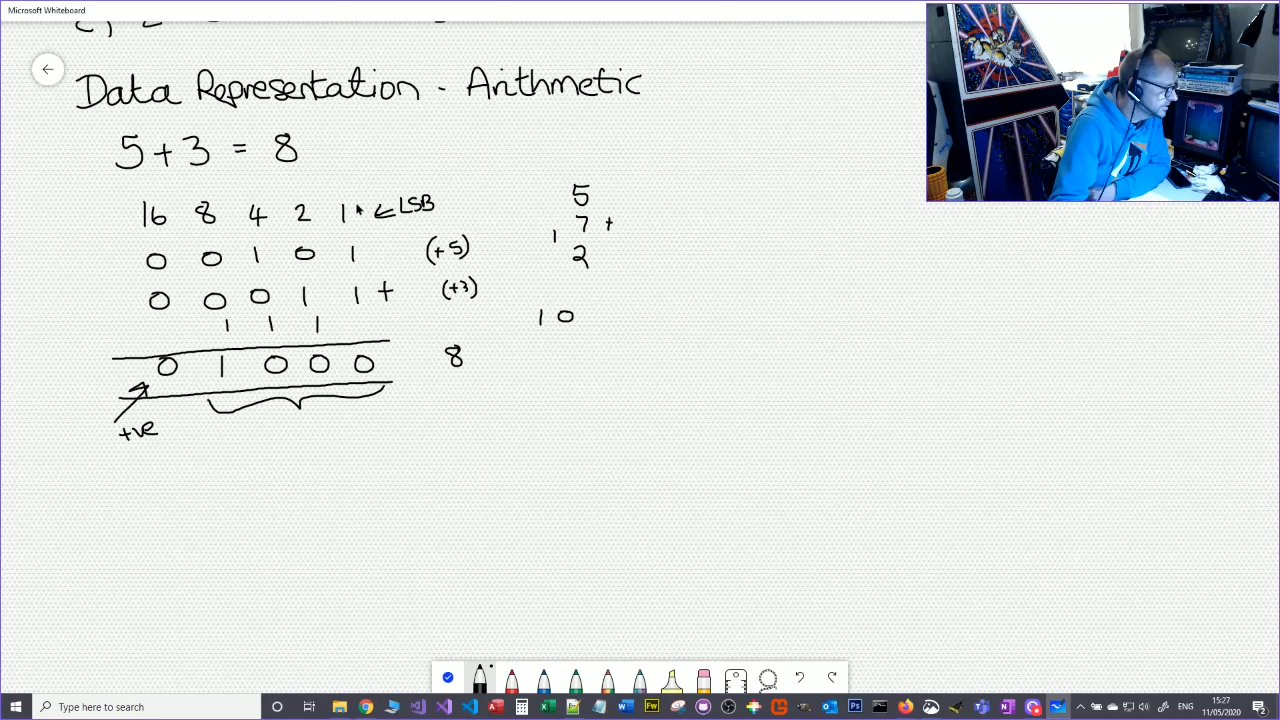 Microsoft Whiteboard
Data Representation - Arithmetic
5 + 3 = 8
16 8 4 2 1 ← LSB
0 0 1 0 1 (+5)
0 0 0 1 1 + (+3)
1 1 1
0 1 0 0 0 8
+ve
5
7 +
1 2
1 0
Type here to search
ENG
15:27
11/05/2020